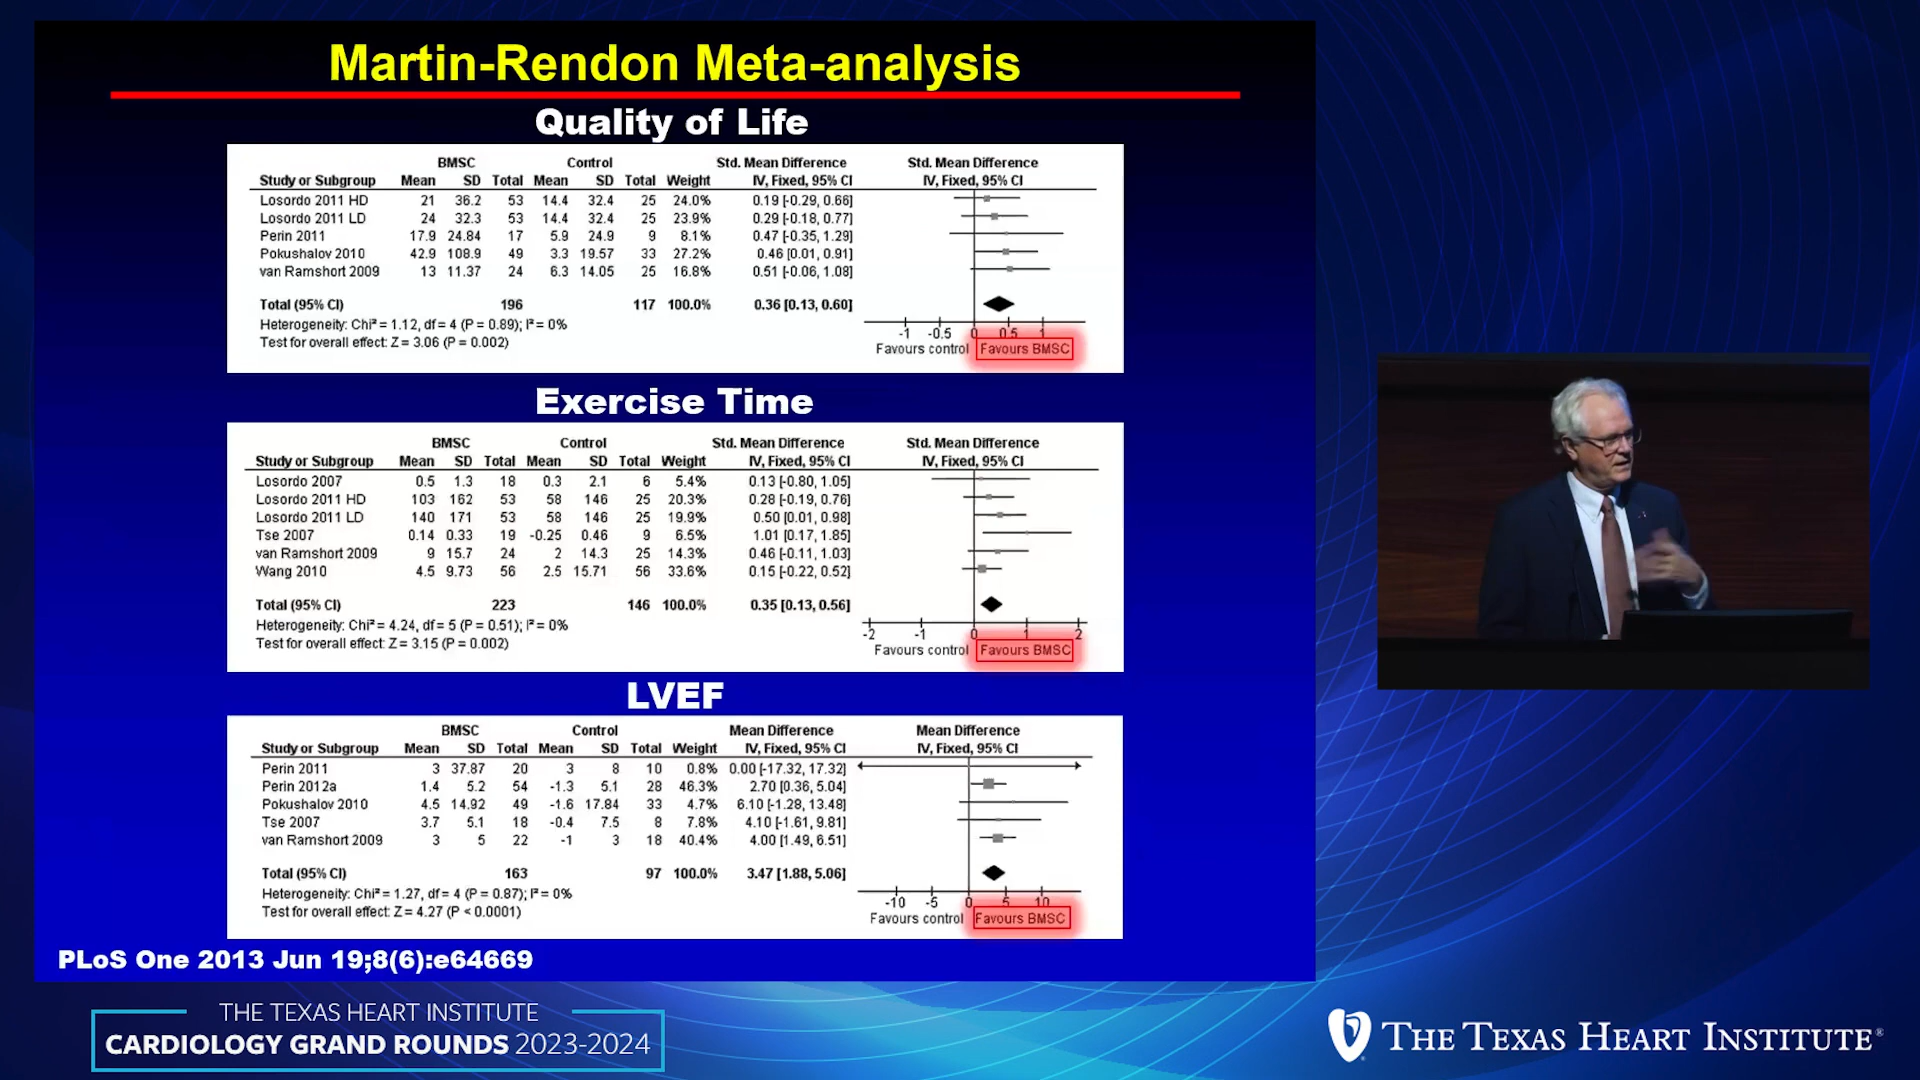 Martin-Rendon Meta-analysis
Quality of Life
BMSC Control Std. Mean Difference Std. Mean Difference
Study or Subgroup Mean SD Total Mean SD Total Weight IV, Fixed, 95% CI IV, Fixed, 95% CI
Losordo 2011 HD 21 36.2 53 14.4 32.4 25 24.0% 0.19 [-0.29, 0.66]
Losordo 2011 LD 24 32.3 53 14.4 32.4 25 23.9% 0.29 [-0.18, 0.77]
Perin 2011 17.9 24.84 17 5.9 24.9 9 8.1% 0.47 [-0.35, 1.29]
Pokushalov 2010 42.9 108.9 49 3.3 19.57 33 27.2% 0.46 [0.01, 0.91]
van Ramshort 2009 13 11.37 24 6.3 14.05 25 16.8% 0.51 [-0.06, 1.08]
Total (95% CI) 196 117 100.0% 0.36 [0.13, 0.60]
Heterogeneity: Chi² = 1.12, df = 4 (P = 0.89); I² = 0%
Test for overall effect: Z = 3.06 (P = 0.002)
-1 -0.5 0 0.5 1
Favours control Favours BMSC
Exercise Time
BMSC Control Std. Mean Difference Std. Mean Difference
Study or Subgroup Mean SD Total Mean SD Total Weight IV, Fixed, 95% CI IV, Fixed, 95% CI
Losordo 2007 0.5 1.3 18 0.3 2.1 6 5.4% 0.13 [-0.80, 1.05]
Losordo 2011 HD 103 162 53 58 146 25 20.3% 0.28 [-0.19, 0.76]
Losordo 2011 LD 140 171 53 58 146 25 19.9% 0.50 [0.01, 0.98]
Tse 2007 0.14 0.33 19 -0.25 0.46 9 6.5% 1.01 [0.17, 1.85]
van Ramshort 2009 9 15.7 24 2 14.3 25 14.3% 0.46 [-0.11, 1.03]
Wang 2010 4.5 9.73 56 2.5 15.71 56 33.6% 0.15 [-0.22, 0.52]
Total (95% CI) 223 146 100.0% 0.35 [0.13, 0.56]
Heterogeneity: Chi² = 4.24, df = 5 (P = 0.51); I² = 0%
Test for overall effect: Z = 3.15 (P = 0.002)
-2 -1 0 1 2
Favours control Favours BMSC
LVEF
BMSC Control Mean Difference Mean Difference
Study or Subgroup Mean SD Total Mean SD Total Weight IV, Fixed, 95% CI IV, Fixed, 95% CI
Perin 2011 3 37.87 20 3 8 10 0.8% 0.00 [-17.32, 17.32]
Perin 2012a 1.4 5.2 54 -1.3 5.1 28 46.3% 2.70 [0.36, 5.04]
Pokushalov 2010 4.5 14.92 49 -1.6 17.84 33 4.7% 6.10 [-1.28, 13.48]
Tse 2007 3.7 5.1 18 -0.4 7.5 8 7.8% 4.10 [-1.61, 9.81]
van Ramshort 2009 3 5 22 -1 3 18 40.4% 4.00 [1.49, 6.51]
Total (95% CI) 163 97 100.0% 3.47 [1.88, 5.06]
Heterogeneity: Chi² = 1.27, df = 4 (P = 0.87); I² = 0%
Test for overall effect: Z = 4.27 (P < 0.0001)
-10 -5 0 5 10
Favours control Favours BMSC
PLoS One 2013 Jun 19;8(6):e64669
THE TEXAS HEART INSTITUTE
CARDIOLOGY GRAND ROUNDS 2023-2024
THE TEXAS HEART INSTITUTE®